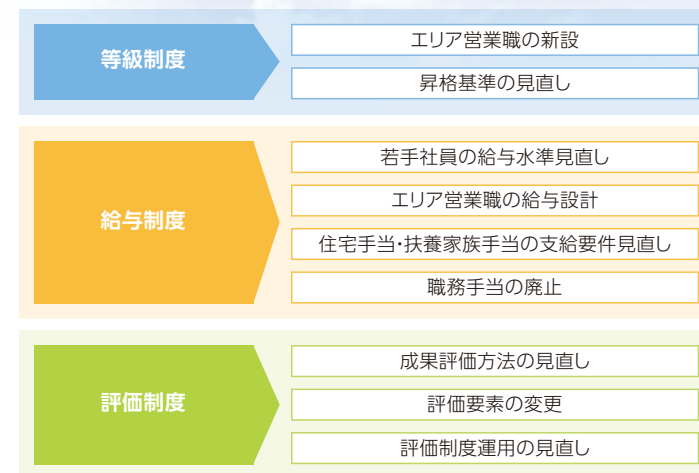 等級制度
エリア営業職の新設
昇格基準の見直し
給与制度
若手社員の給与水準見直し
エリア営業職の給与設計
住宅手当・扶養家族手当の支給要件見直し
職務手当の廃止
評価制度
成果評価方法の見直し
評価要素の変更
評価制度運用の見直し